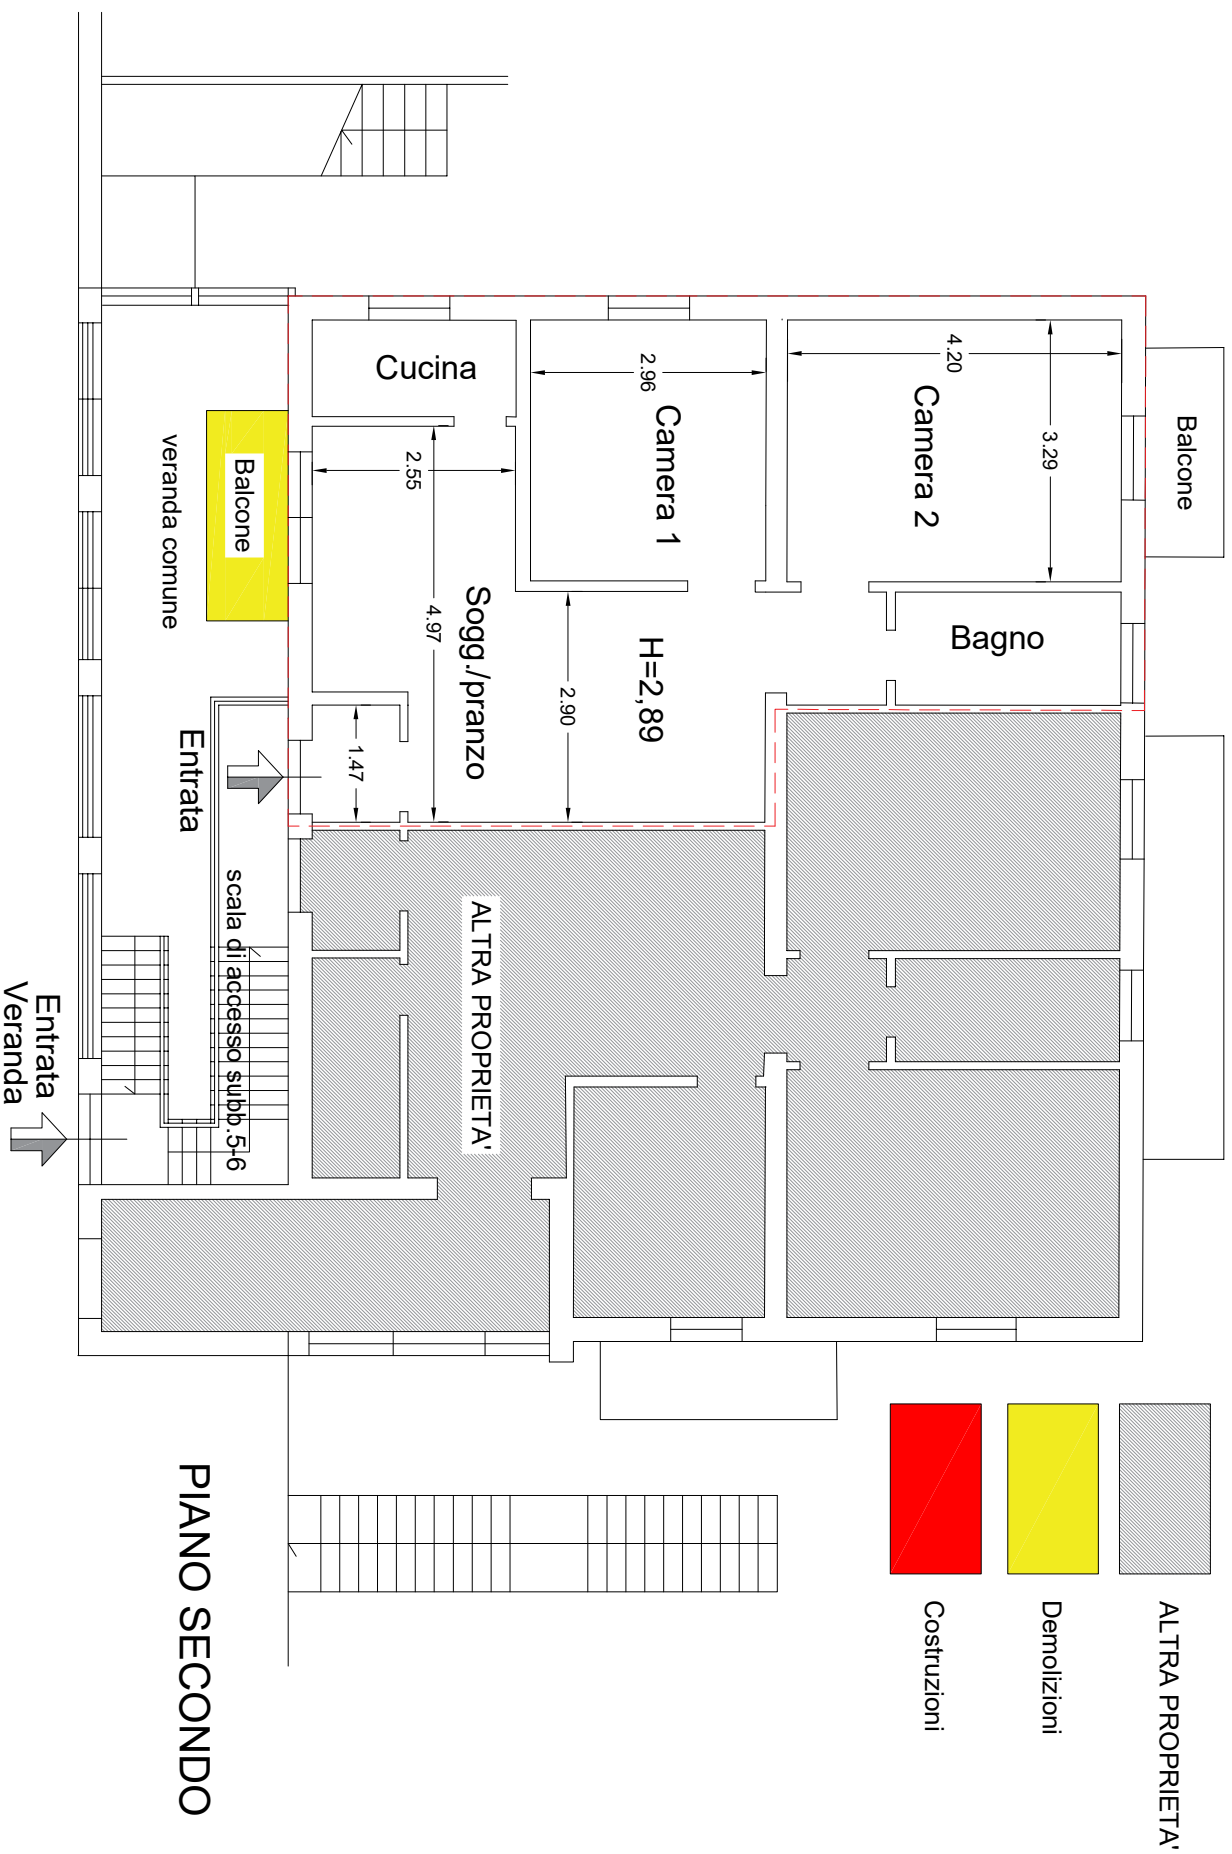 Balcone
4.20
3.29
Camera 2
Bagno
2.96
Camera 1
H=2,89
2.90
Cucina
2.55
4.97
Sogg./pranzo
1.47
Balcone
veranda comune
Entrata
scala di accesso subb.5-6
Entrata
Veranda
ALTRA PROPRIETA'
ALTRA PROPRIETA'
Demolizioni
Costruzioni
PIANO SECONDO